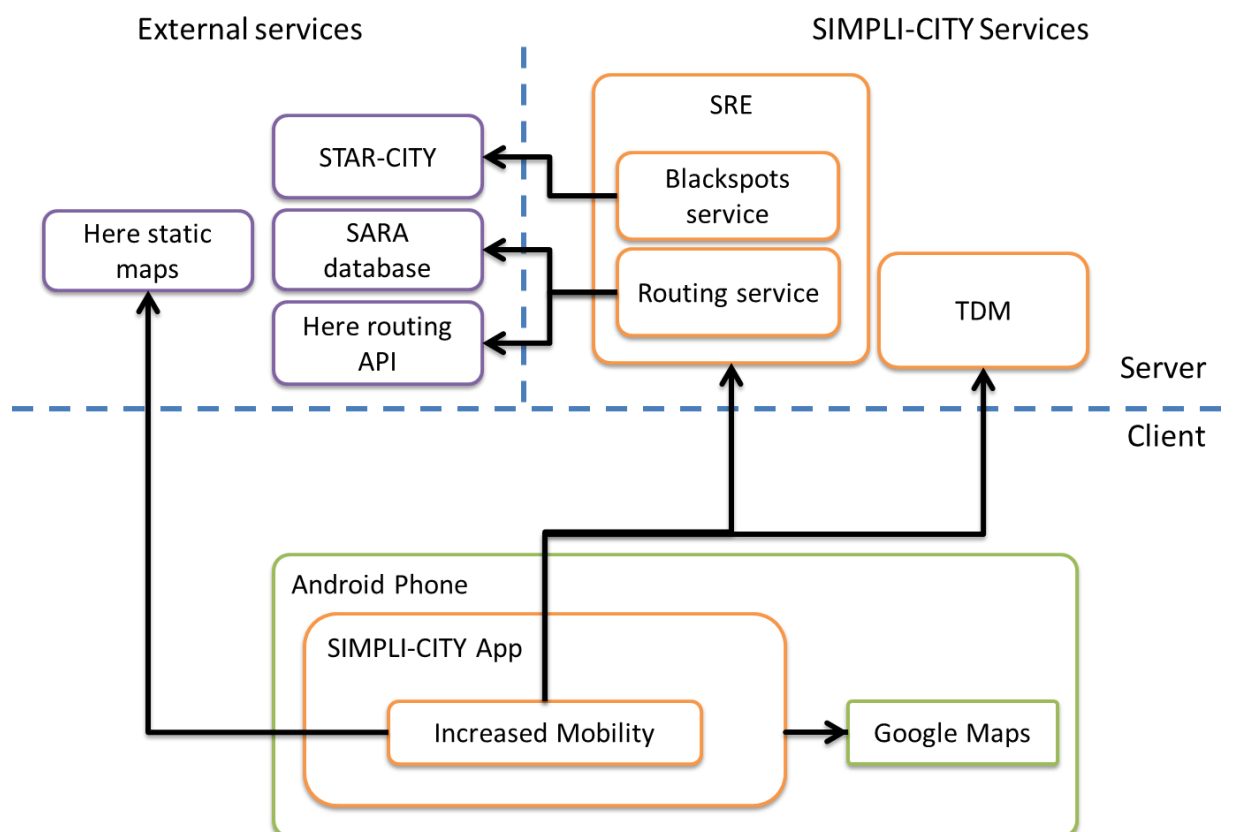 External services
SIMPLI-CITY Services
SRE
STAR-CITY
Blackspots
service
Here static
maps
SARA
database
Routing service
TDM
Here routing
API
Server
Client
Android Phone
SIMPLI-CITY App
Increased Mobility
Google Maps